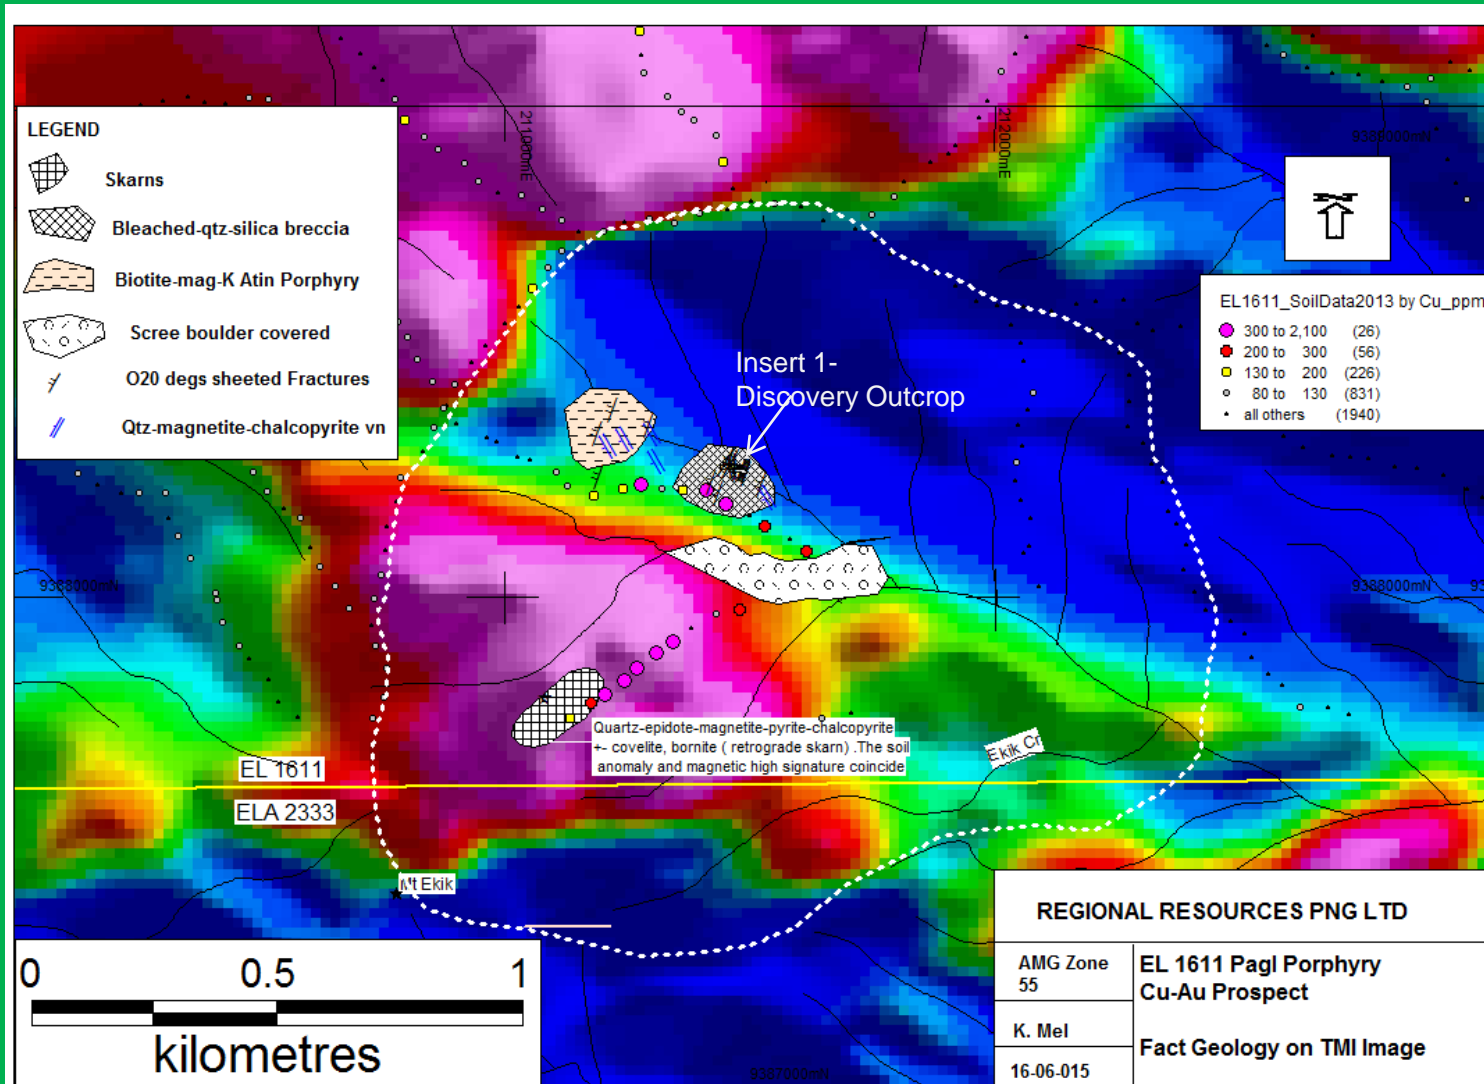 LEGEND
Skarns
Bleached-qtz-silica breccia
Biotite-mag-K Atin Porphyry
Scree boulder covered
O20 degs sheeted Fractures
Qtz-magnetite-chalcopyrite vn
211000mE
212000mE
9388000mN
EL1611_SoilData2013 by Cu_ppm
300 to 2,100 (26)
200 to 300 (56)
130 to 200 (226)
80 to 130 (831)
all others (1940)
Insert 1-
Discovery Outcrop
9388000mN
9388000mN
Quartz-epidote-magnetite-pyrite-chalcopyrite
+- covelite, bornite ( retrograde skarn) .The soil
anomaly and magnetic high signature coincide
Ekik Cr
EL 1611
ELA 2333
Mt Ekik
0 0.5 1
kilometres
9387000mN
REGIONAL RESOURCES PNG LTD
AMG Zone
55
EL 1611 Pagl Porphyry
Cu-Au Prospect
K. Mel
Fact Geology on TMI Image
16-06-015